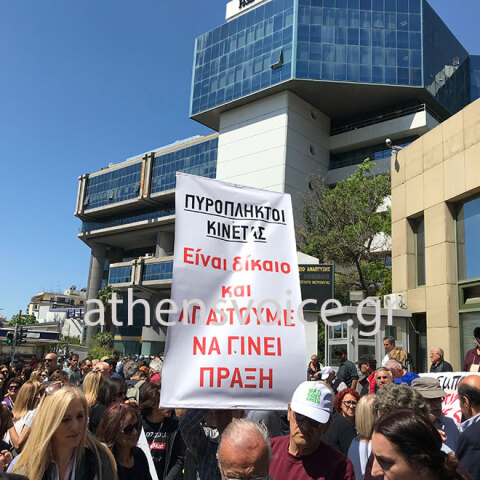 ΠΥΡΟΠΛΗΚΤΟΙ
ΚΙΝΕΤΑΣ
Είναι δίκαιο
και
ΑΠΑΙΤΟΥΜΕ
ΝΑ ΓΙΝΕΙ
ΠΡΑΞΗ
athensvoice.gr